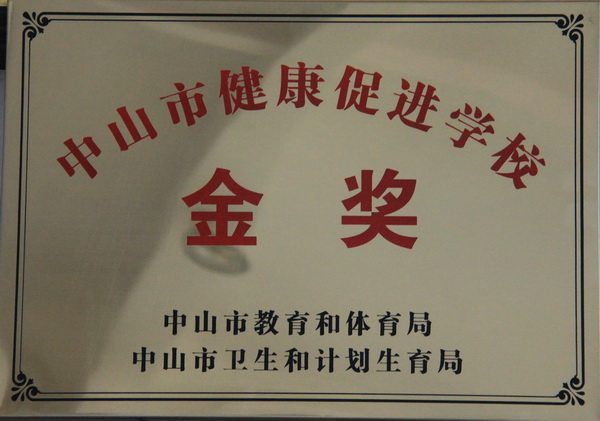 中山市健康促进学校
金奖
中山市教育和体育局
中山市卫生和计划生育局